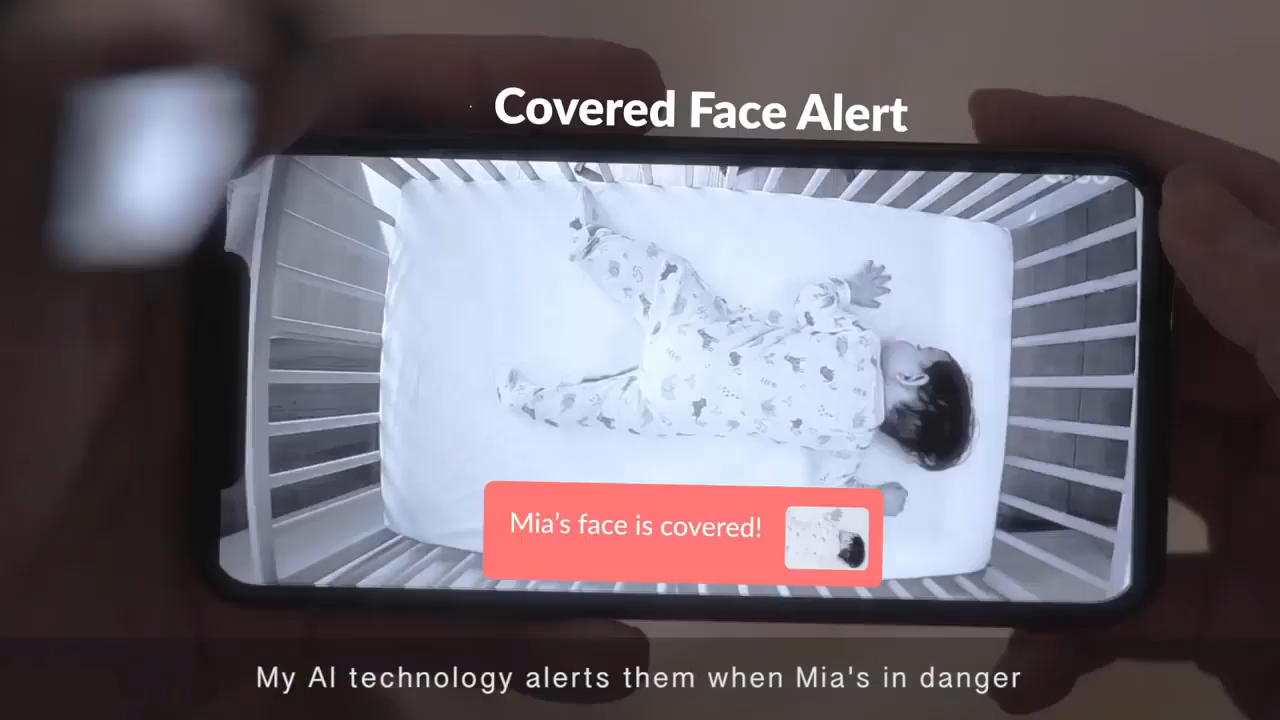 Covered Face Alert
Mia’s face is covered!
My AI technology alerts them when Mia's in danger